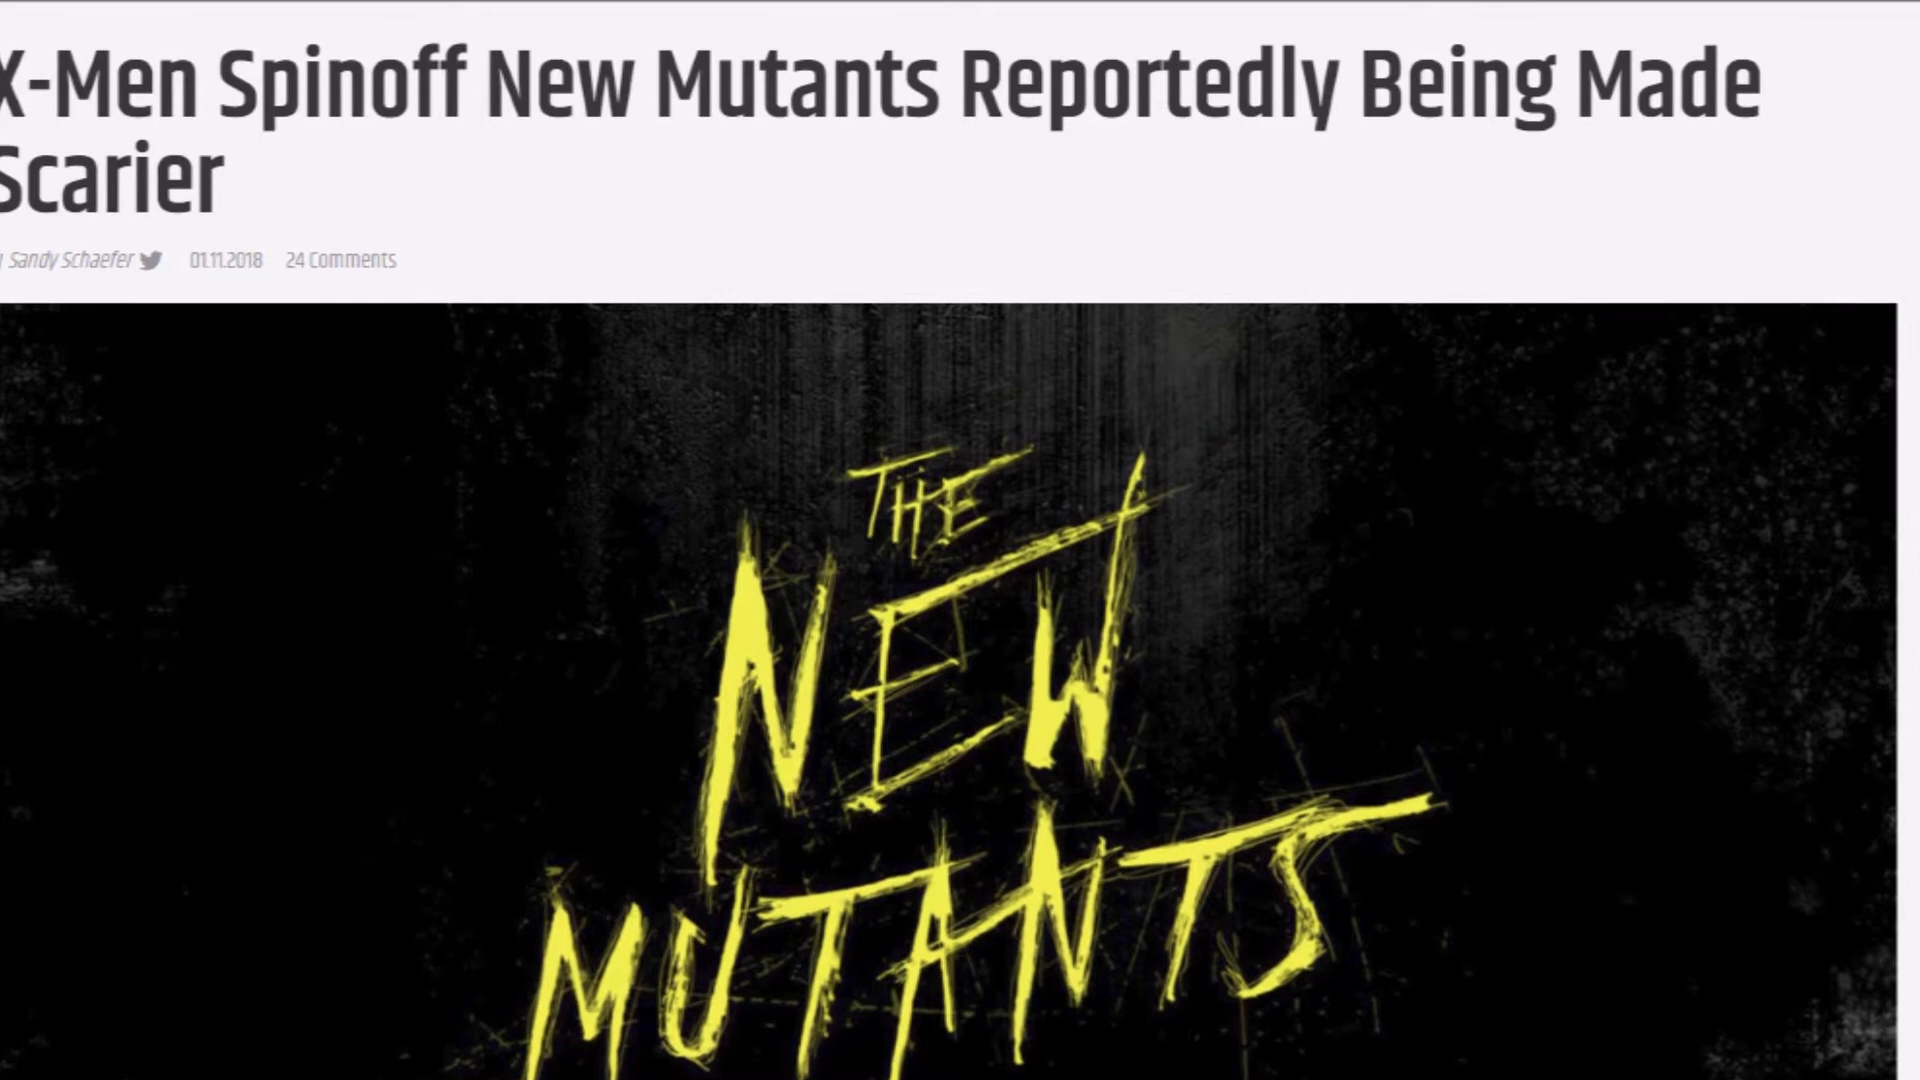 X-Men Spinoff New Mutants Reportedly Being Made
Scarier
Sandy Schaefer 01.11.2018 24 Comments
THE
NEW
MUTANTS